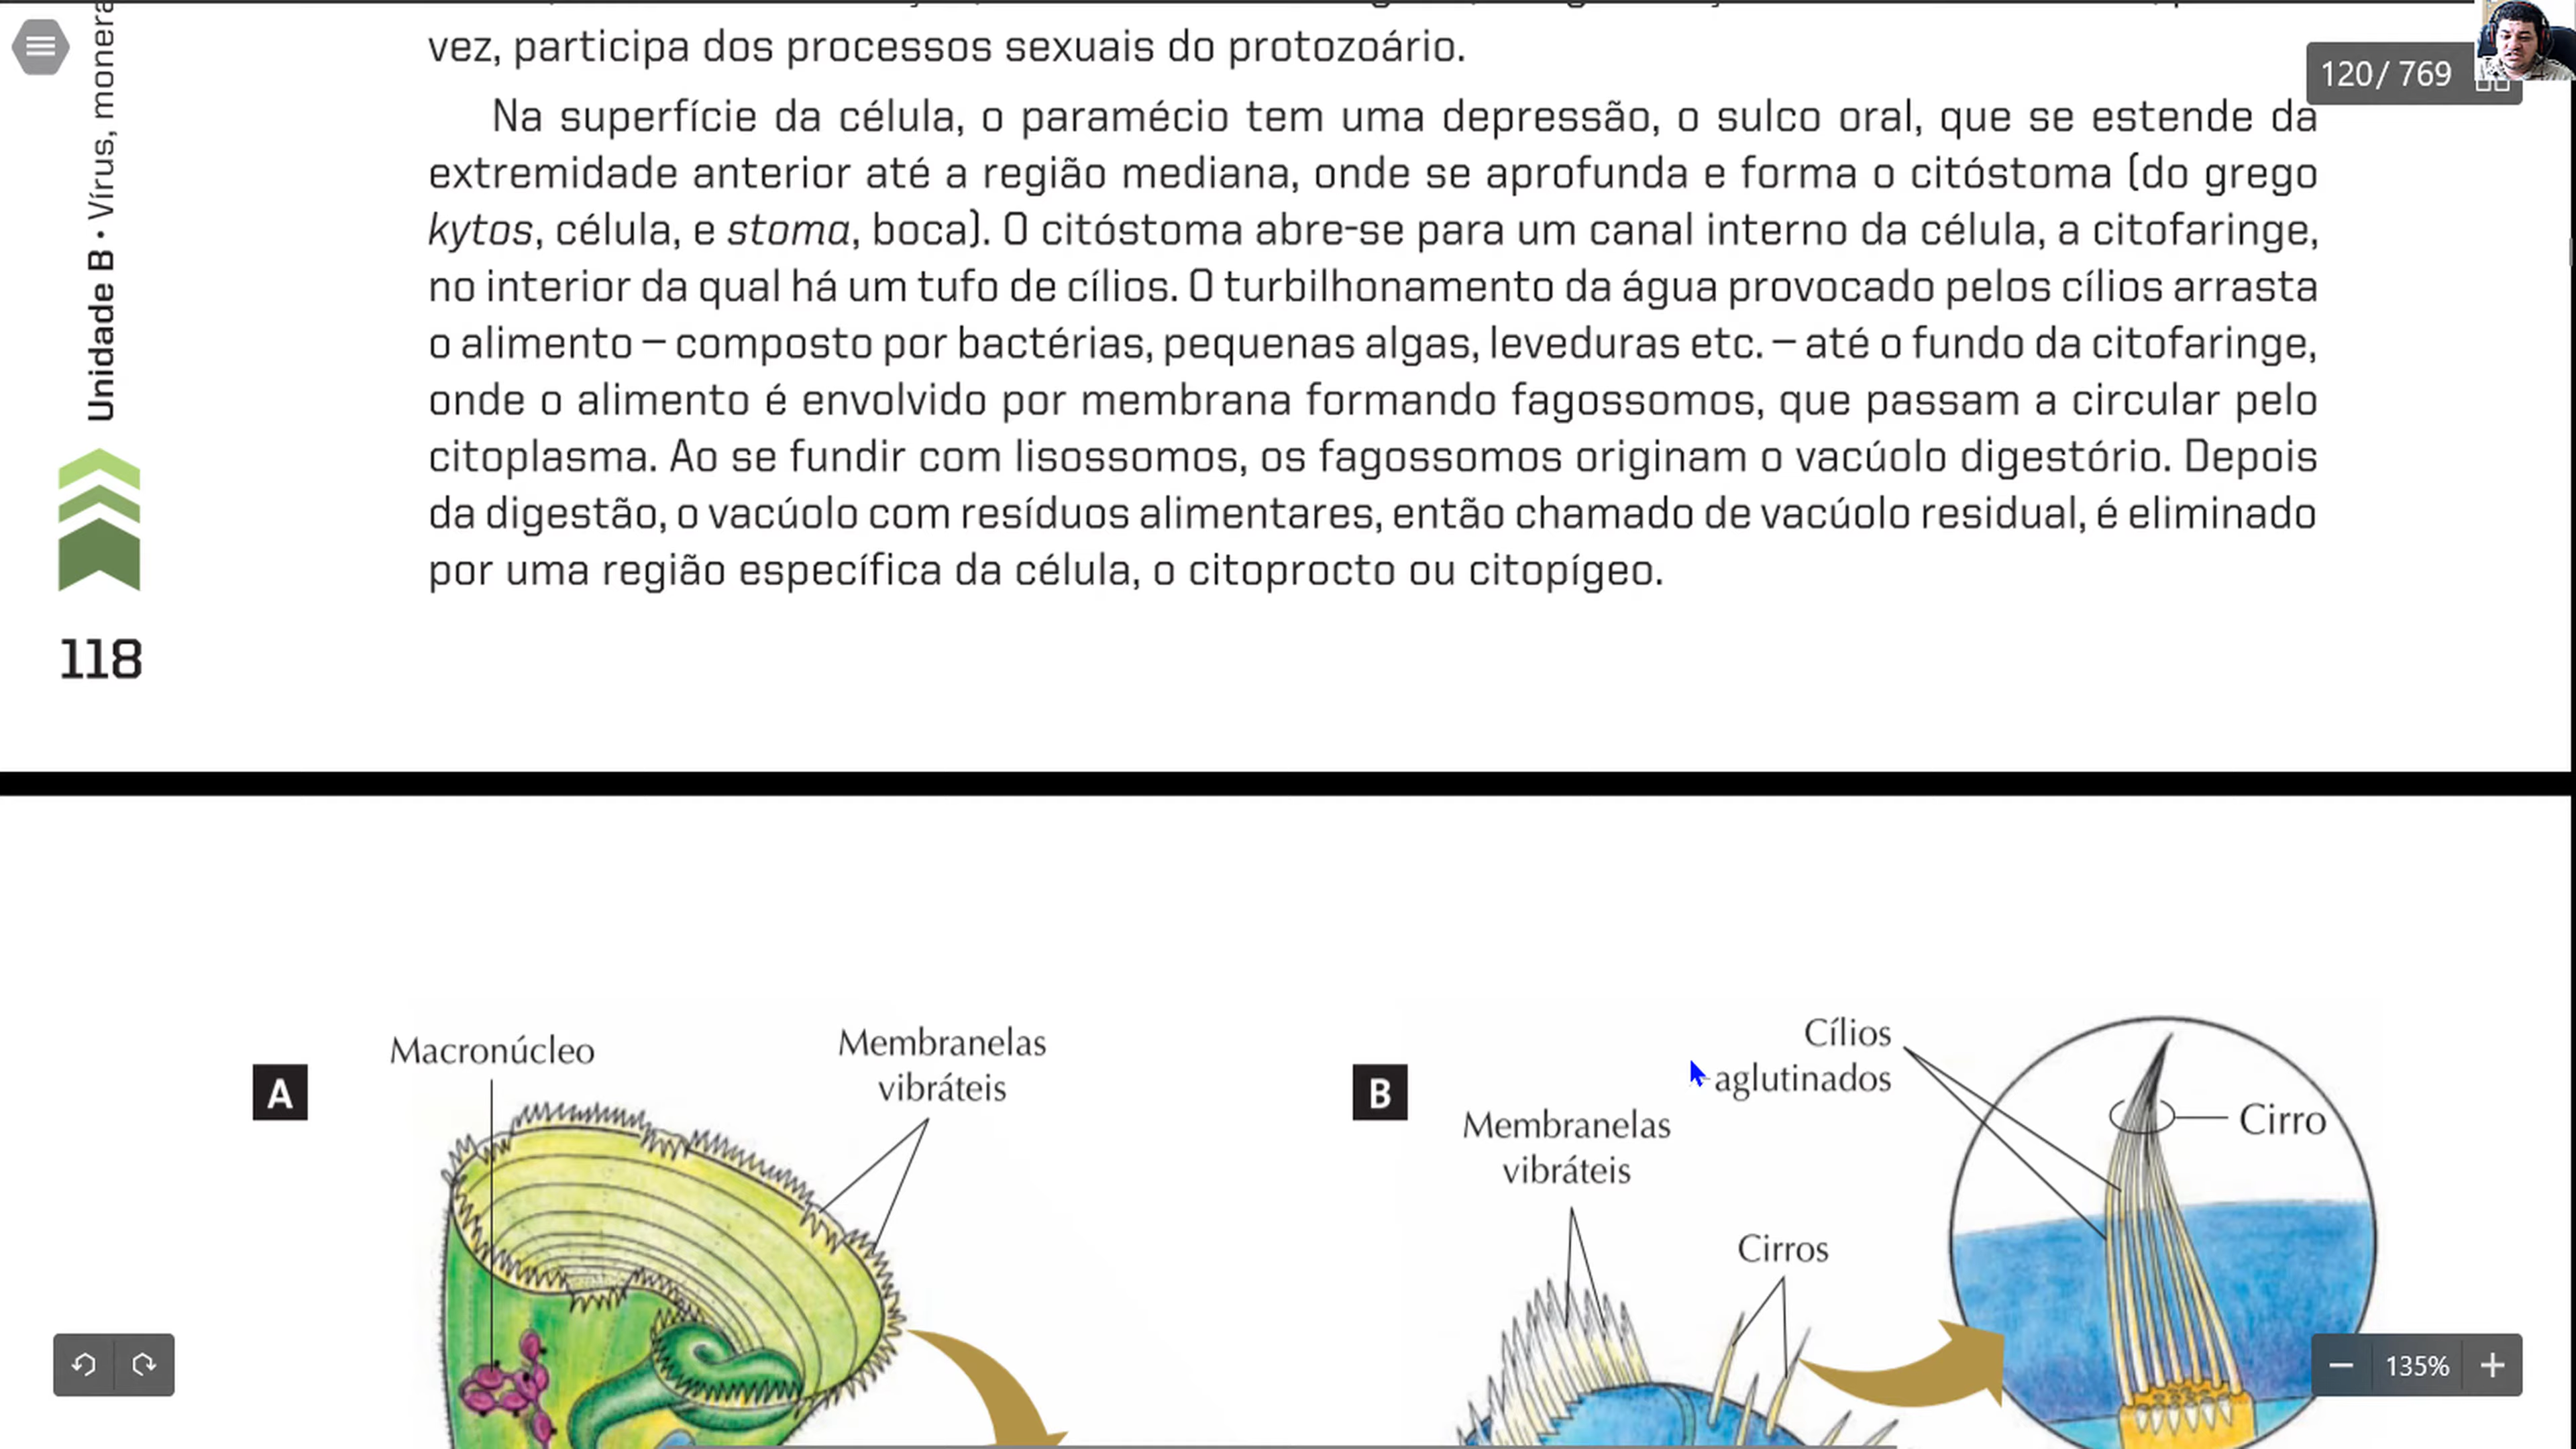 vez, participa dos processos sexuais do protozoário.
120/ 769
Na superfície da célula, o paramécio tem uma depressão, o sulco oral, que se estende da
extremidade anterior até a região mediana, onde se aprofunda e forma o citóstoma (do grego
kytos, célula, e stoma, boca). O citóstoma abre-se para um canal interno da célula, a citofaringe,
no interior da qual há um tufo de cílios. O turbilhonamento da água provocado pelos cílios arrasta
o alimento – composto por bactérias, pequenas algas, leveduras etc. – até o fundo da citofaringe,
onde o alimento é envolvido por membrana formando fagossomos, que passam a circular pelo
citoplasma. Ao se fundir com lisossomos, os fagossomos originam o vacúolo digestório. Depois
da digestão, o vacúolo com resíduos alimentares, então chamado de vacúolo residual, é eliminado
por uma região específica da célula, o citoprocto ou citopígeo.
Unidade B • Vírus, monera
118
A
Macronúcleo
Membranelas
vibráteis
B
Membranelas
vibráteis
Cílios
aglutinados
Cirro
Cirros
135%